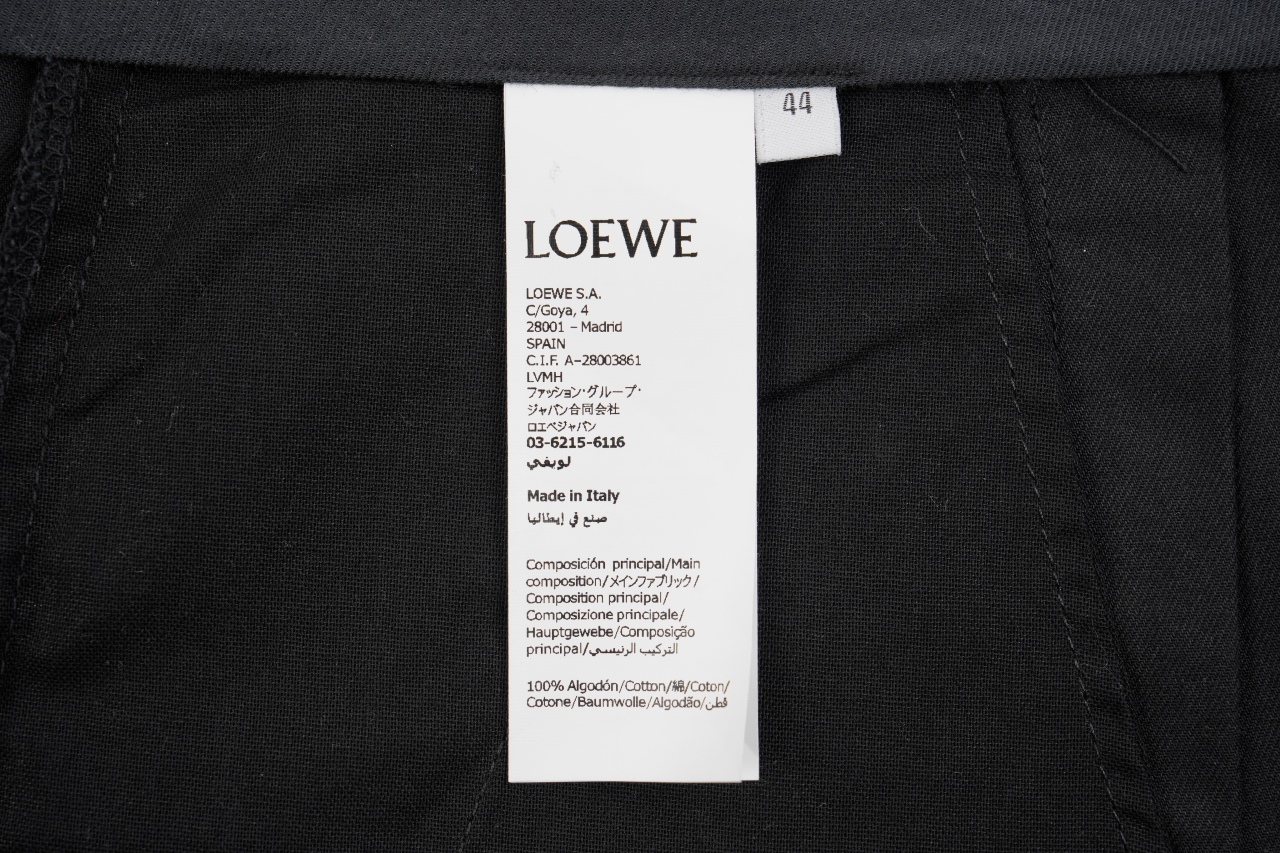 44
LOEWE
LOEWE S.A.
C/Goya, 4
28001 – Madrid
SPAIN
C.I.F. A-28003861
LVMH
ファッション・グループ・
ジャパン合同会社
ロエベジャパン
03-6215-6116
لويفي
Made in Italy
صنع في إيطاليا
Composición principal/Main
composition/メインファブリック/
Composition principal/
Composizione principale/
Hauptgewebe/Composição
principal/التركيب الرئيسي
100% Algodón/Cotton/綿/Coton/
Cotone/Baumwolle/Algodão/قطن